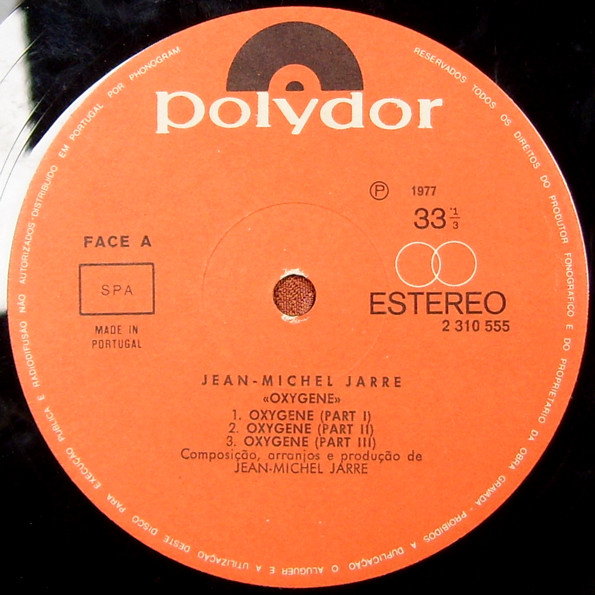 polydor
RESERVADOS TODOS OS DIREITOS DO PRODUTOR FONOGRAFICO E DO PROPRIETARIO DA OBRA GRAVADA - PROIBIDOS A DUPLICAÇÃO O ALUGUER E A UTILIZAÇÃO DESTE DISCO PARA EXECUÇÃO PUBLICA E RADIODIFUSÃO NÃO AUTORIZADOS · DISTRIBUIDO EM PORTUGAL POR PHONOGRAM
Ⓟ 1977
33 1/3
FACE A
SPA
MADE IN
PORTUGAL
ESTEREO
2 310 555
JEAN-MICHEL JARRE
«OXYGENE»
1. OXYGENE (PART I)
2. OXYGENE (PART II)
3. OXYGENE (PART III)
Composição, arranjos e produção de
JEAN-MICHEL JARRE